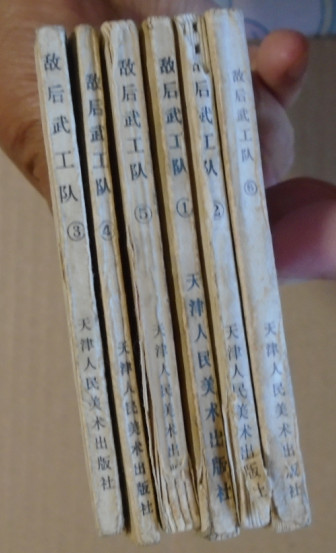 敌后武工队③ 天津人民美术出版社
敌后武工队④ 天津人民美术出版社
敌后武工队⑤ 天津人民美术出
敌后武工队① 天津人民美术出版社
后武工队② 天津人民美术出版社
敌后武工队⑥ 天津人民美术出版社